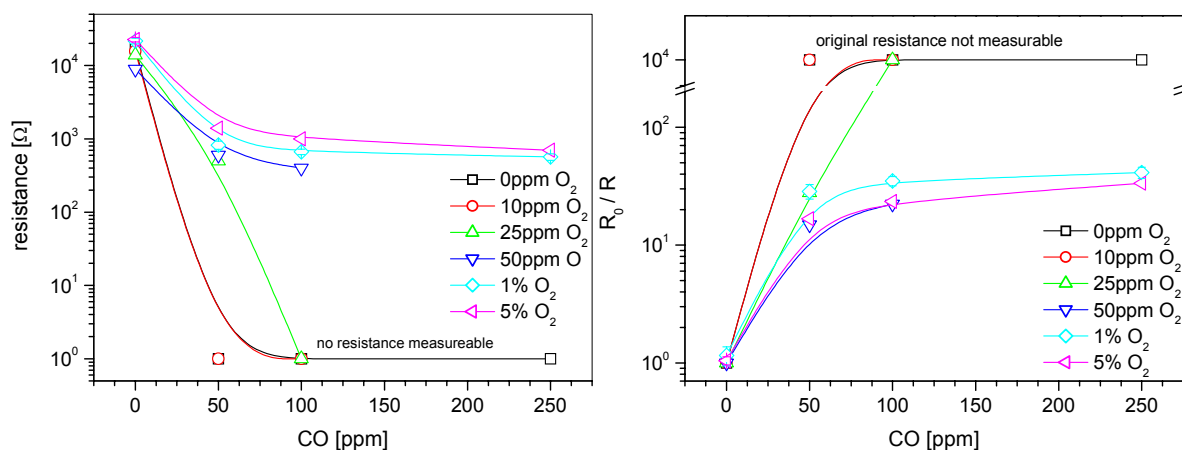 resistance [Ω]
10⁴
10³
10²
10¹
10⁰
0ppm O₂
10ppm O₂
25ppm O₂
50ppm O
1% O₂
5% O₂
no resistance measureable
0 50 100 150 200 250
CO [ppm]
R₀ / R
original resistance not measurable
10⁴
10²
10¹
10⁰
0ppm O₂
10ppm O₂
25ppm O₂
50ppm O₂
1% O₂
5% O₂
0 50 100 150 200 250
CO [ppm]